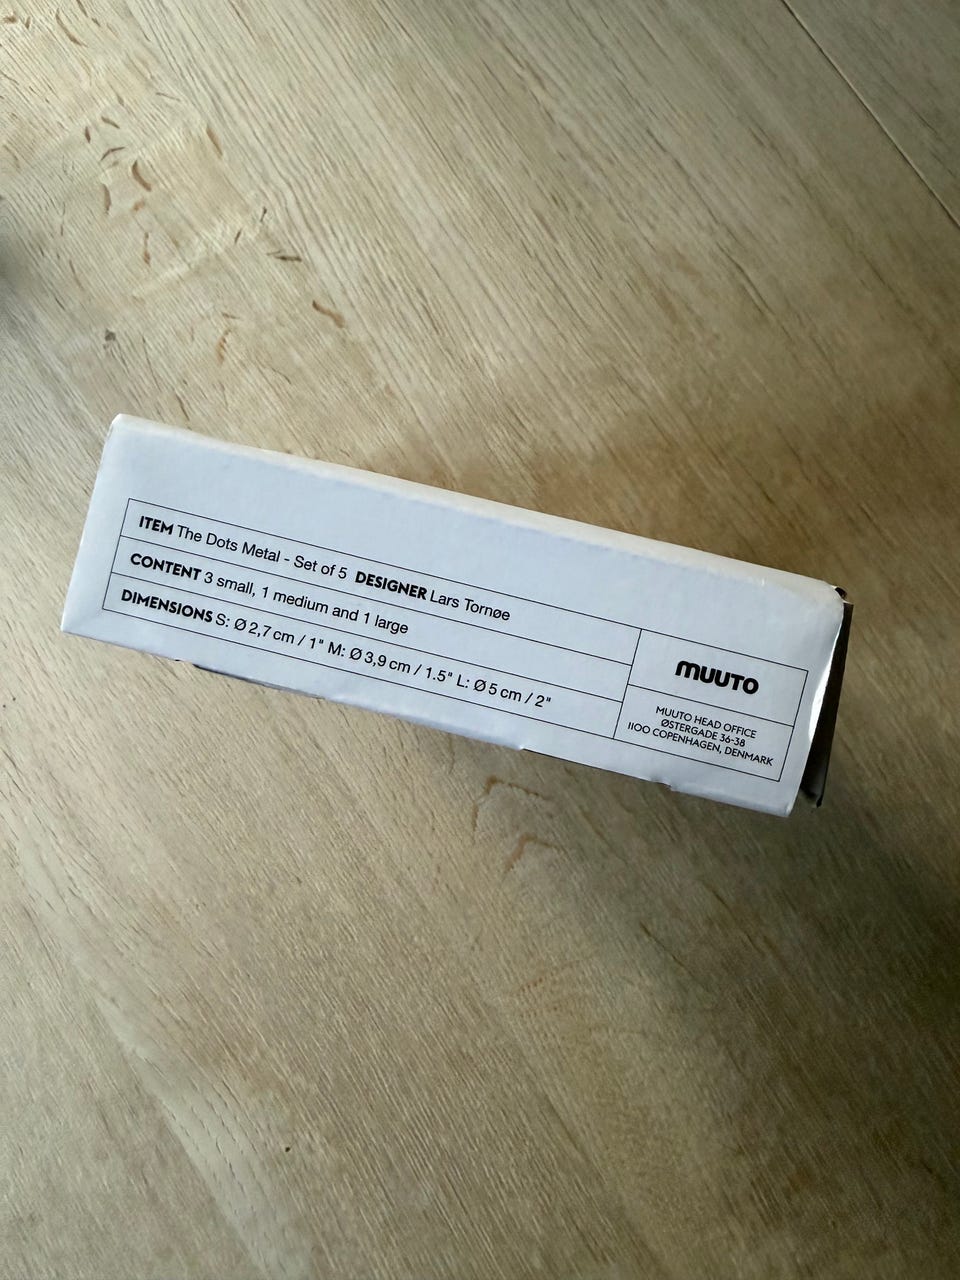 ITEM The Dots Metal - Set of 5 DESIGNER Lars Tornøe
CONTENT 3 small, 1 medium and 1 large
DIMENSIONS S: Ø 2,7 cm / 1" M: Ø 3,9 cm / 1.5" L: Ø 5 cm / 2"
MUUTO
MUUTO HEAD OFFICE
ØSTERGADE 36-38
1100 COPENHAGEN, DENMARK